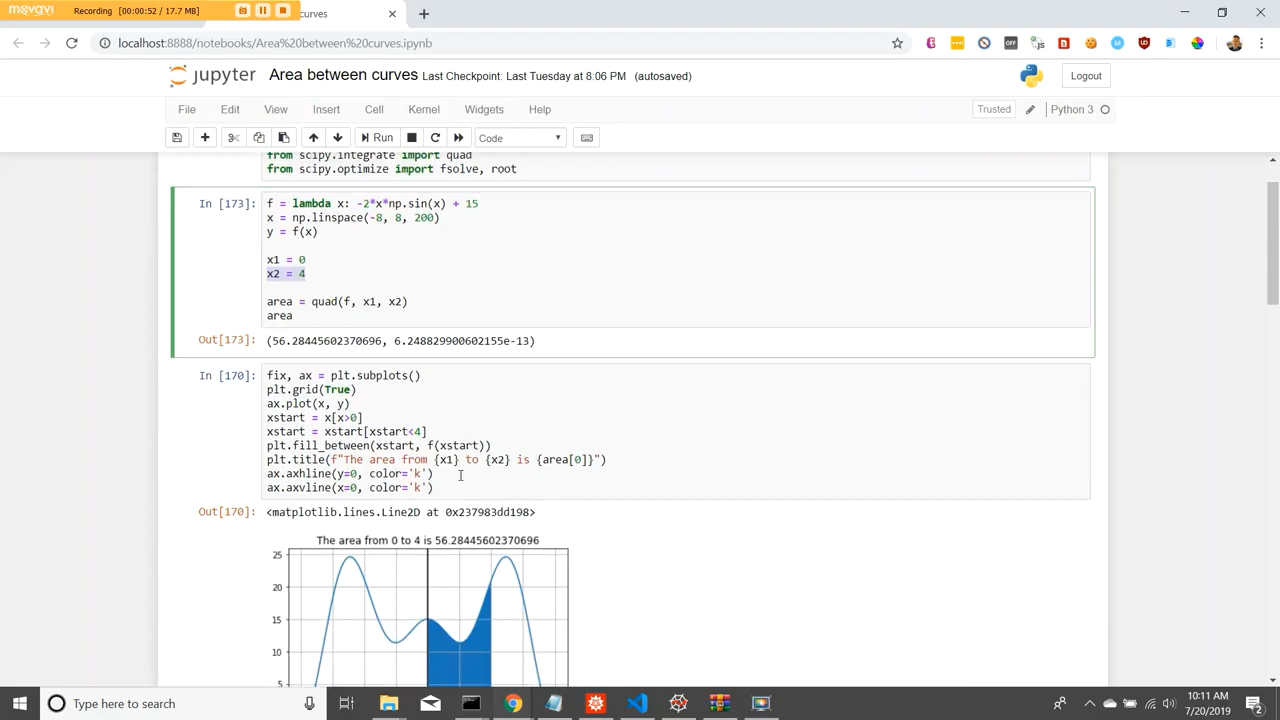 movavi
Recording [00:00:52 / 17.7 MB]
curves
localhost:8888/notebooks/Area%20between%20curves.ipynb
jupyter Area between curves Last Checkpoint: Last Tuesday at 8:06 PM (autosaved)
Logout
File Edit View Insert Cell Kernel Widgets Help
Trusted Python 3
Run Code
from scipy.integrate import quad
from scipy.optimize import fsolve, root
In [173]: f = lambda x: -2*x*np.sin(x) + 15
x = np.linspace(-8, 8, 200)
y = f(x)
x1 = 0
x2 = 4
area = quad(f, x1, x2)
area
Out[173]: (56.28445602370696, 6.248829900602155e-13)
In [170]: fix, ax = plt.subplots()
plt.grid(True)
ax.plot(x, y)
xstart = x[x>0]
xstart = xstart[xstart<4]
plt.fill_between(xstart, f(xstart))
plt.title(f"The area from {x1} to {x2} is {area[0]}")
ax.axhline(y=0, color='k')
ax.axvline(x=0, color='k')
Out[170]: <matplotlib.lines.Line2D at 0x237983dd198>
The area from 0 to 4 is 56.28445602370696
25
20
15
10
5
Type here to search
10:11 AM
7/20/2019
2